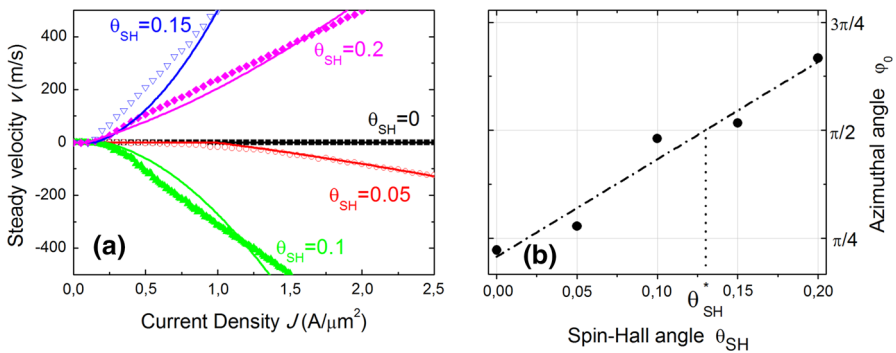 θSH=0.15
θSH=0.2
θSH=0
θSH=0.05
θSH=0.1
(a)
400
200
0
-200
-400
Steady velocity v (m/s)
0,0 0,5 1,0 1,5 2,0 2,5
Current Density J (A/μm²)
(b)
3π/4
π/2
π/4
Azimuthal angle φ₀
0,00 0,05 0,10 0,15 0,20
θ*SH
Spin-Hall angle θSH